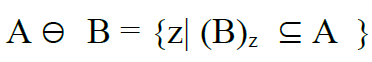 A ⊖ B = {z| (B)z ⊆ A }